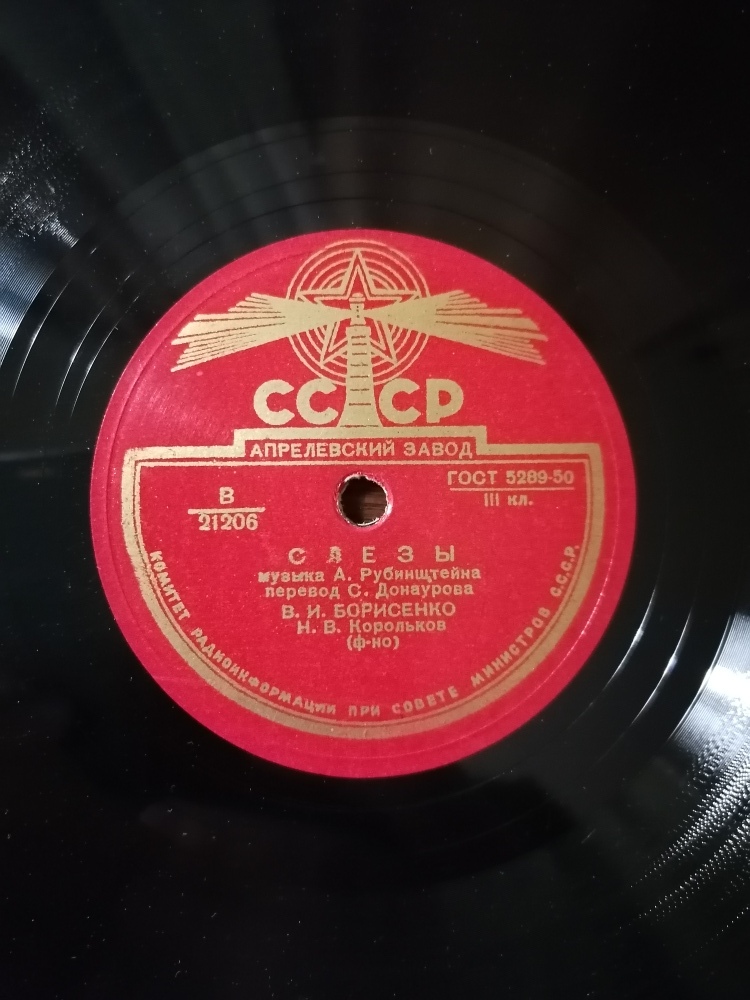 СССР
АПРЕЛЕВСКИЙ ЗАВОД
В
21206
ГОСТ 5289-50
III кл.
СЛЕЗЫ
музыка А. Рубинштейна
перевод С. Донаурова
В. И. БОРИСЕНКО
Н. В. Корольков
(ф-но)
КОМИТЕТ РАДИОИНФОРМАЦИИ ПРИ СОВЕТЕ МИНИСТРОВ С.С.С.Р.